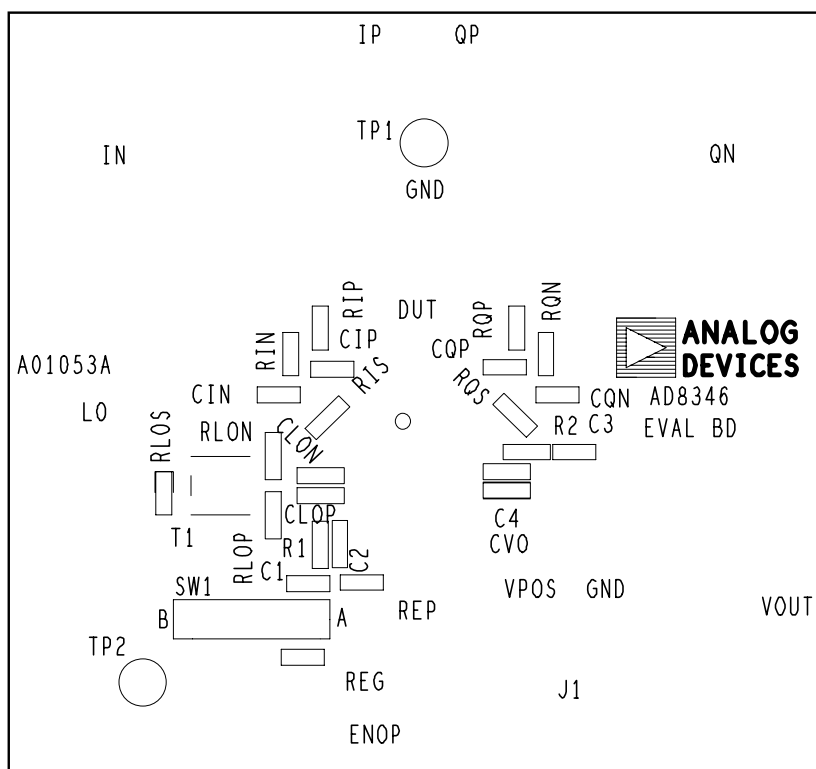 IP QP
TP1
IN QN
GND
RIP
DUT
RQP
RQN
RIN
CIP
CQP
ANALOG
DEVICES
A01053A
RIS
RQS
CIN
CQN
AD8346
LO
RLOS
RLON
CLON
R2 C3
EVAL BD
CLOP
C4
T1
RLOP
R1
C2
CVO
C1
SW1
VPOS GND
B A
REP
VOUT
TP2
REG
J1
ENOP